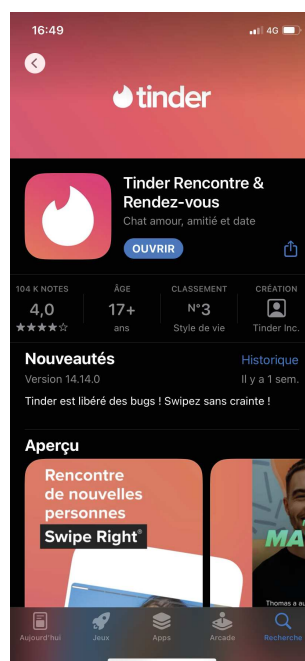 16:49
4G
tinder
Tinder Rencontre &
Rendez-vous
Chat amour, amitié et date
OUVRIR
104 K NOTES
ÂGE
CLASSEMENT
CRÉATION
4,0
17+
N°3
ans
Style de vie
Tinder Inc.
Nouveautés
Historique
Version 14.14.0
Il y a 1 sem.
Tinder est libéré des bugs ! Swipez sans crainte !
Aperçu
Rencontre
de nouvelles
personnes
Swipe Right®
MA
Thomas a au
Aujourd'hui
Jeux
Apps
Arcade
Recherche